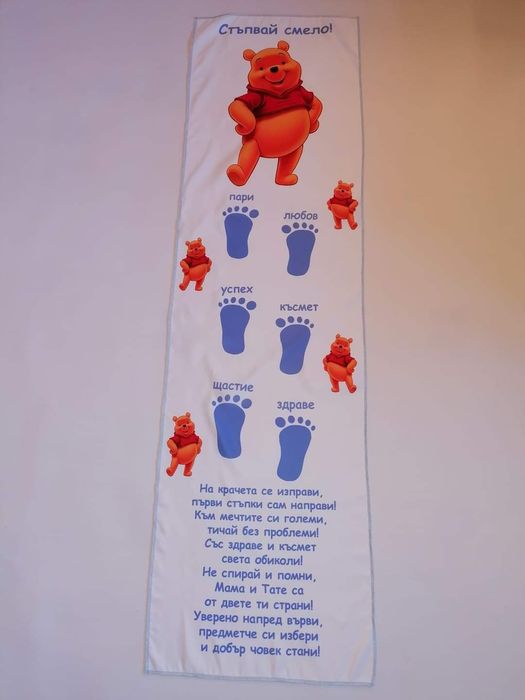 Стъпвай смело!
пари
любов
успех
късмет
щастие
здраве
На крачета се изправи,
първи стъпки сам направи!
Към мечтите си големи,
тичай без проблеми!
Със здраве и късмет
света обиколи!
Не спирай и помни,
Мама и Тате са
от двете ти страни!
Уверено напред върви,
предметче си избери
и добър човек стани!